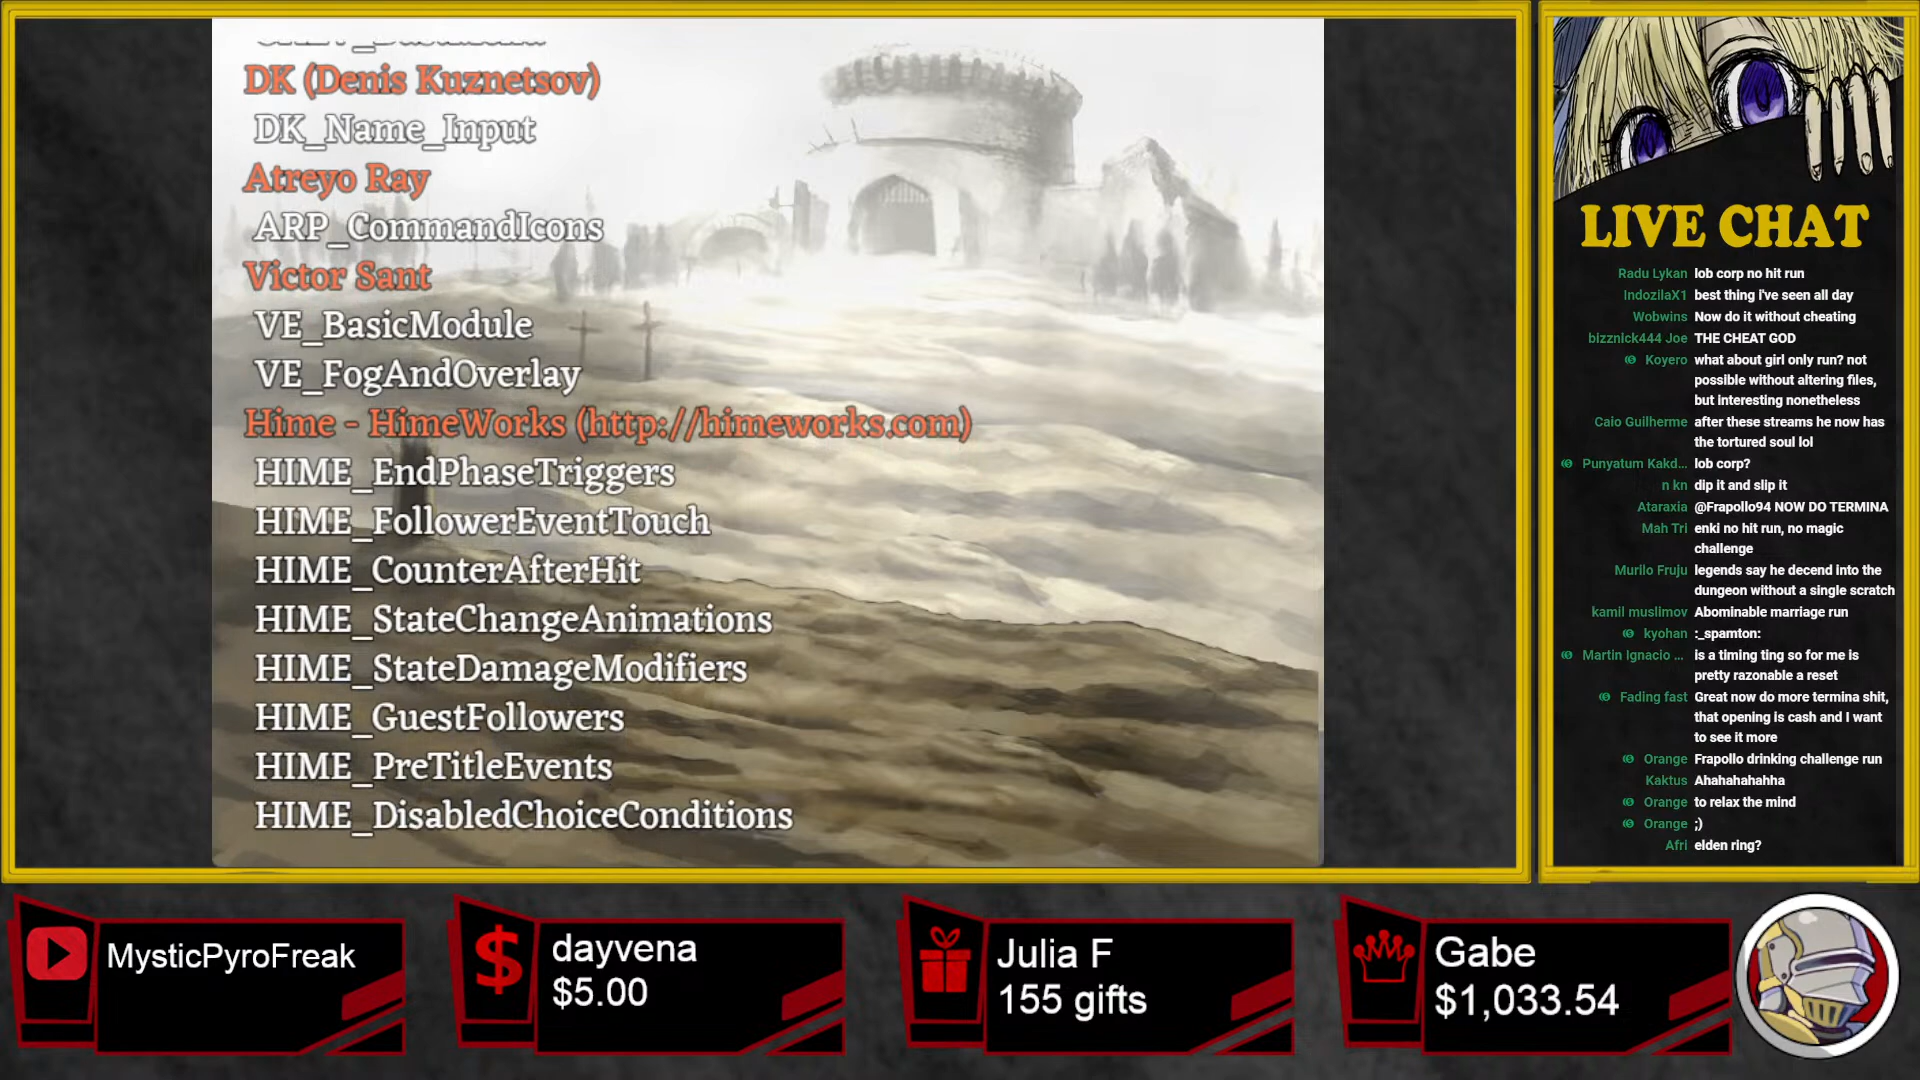 DK (Denis Kuznetsov)
DK_Name_Input
Atreyo Ray
ARP_CommandIcons
Victor Sant
VE_BasicModule
VE_FogAndOverlay
Hime - HimeWorks (http://himeworks.com)
HIME_EndPhaseTriggers
HIME_FollowerEventTouch
HIME_CounterAfterHit
HIME_StateChangeAnimations
HIME_StateDamageModifiers
HIME_GuestFollowers
HIME_PreTitleEvents
HIME_DisabledChoiceConditions
LIVE CHAT
Radu Lykan lob corp no hit run
IndozilaX1 best thing i've seen all day
Wobwins Now do it without cheating
bizznick444 Joe THE CHEAT GOD
Koyero what about girl only run? not
possible without altering files,
but interesting nonetheless
Caio Guilherme after these streams he now has
the tortured soul lol
Punyatum Kakd... lob corp?
n kn dip it and slip it
Ataraxia @Frapollo94 NOW DO TERMINA
Mah Tri enki no hit run, no magic
challenge
Murilo Fruju legends say he decend into the
dungeon without a single scratch
kamil muslimov Abominable marriage run
kyohan :_spamton:
Martin Ignacio ... is a timing ting so for me is
pretty razonable a reset
Fading fast Great now do more termina shit,
that opening is cash and I want
to see it more
Orange Frapollo drinking challenge run
Kaktus Ahahahahahha
Orange to relax the mind
Orange ;)
Afri elden ring?
MysticPyroFreak
dayvena
$5.00
Julia F
155 gifts
Gabe
$1,033.54